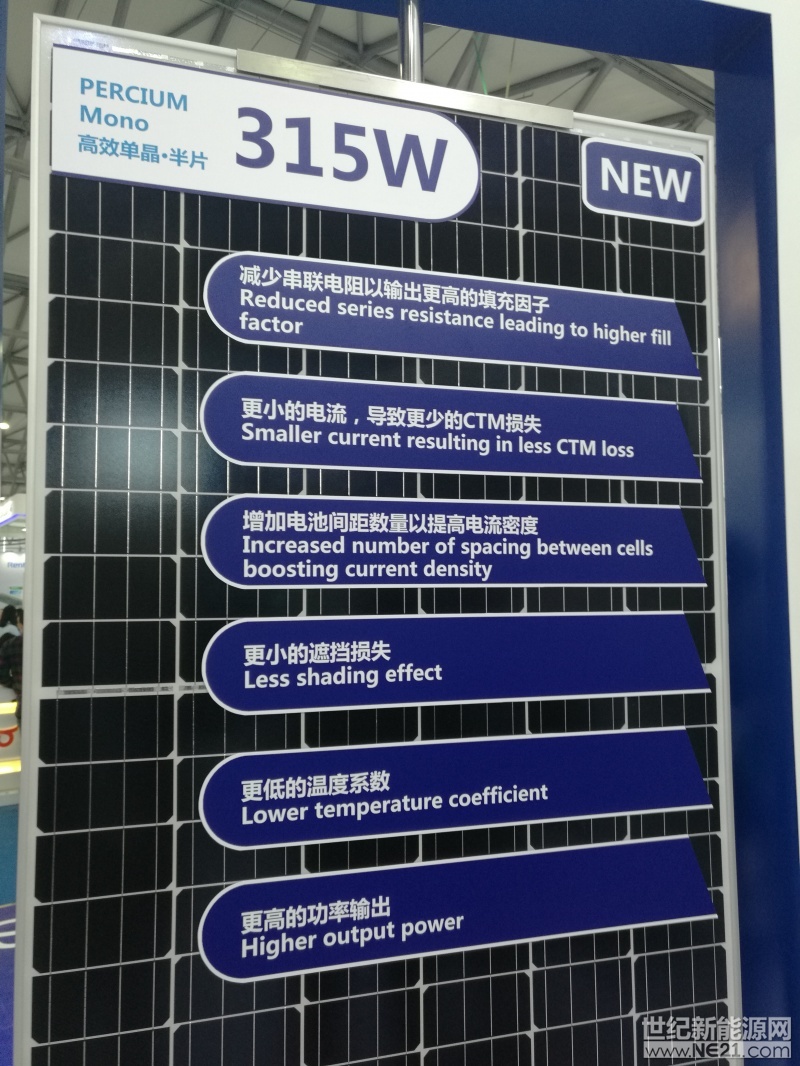 PERCIUM
Mono
高效单晶·半片
315W
NEW
减少串联电阻以输出更高的填充因子
Reduced series resistance leading to higher fill
factor
更小的电流，导致更少的CTM损失
Smaller current resulting in less CTM loss
增加电池间距数量以提高电流密度
Increased number of spacing between cells
boosting current density
更小的遮挡损失
Less shading effect
更低的温度系数
Lower temperature coefficient
更高的功率输出
Higher output power
世纪新能源网
www.NE21.com